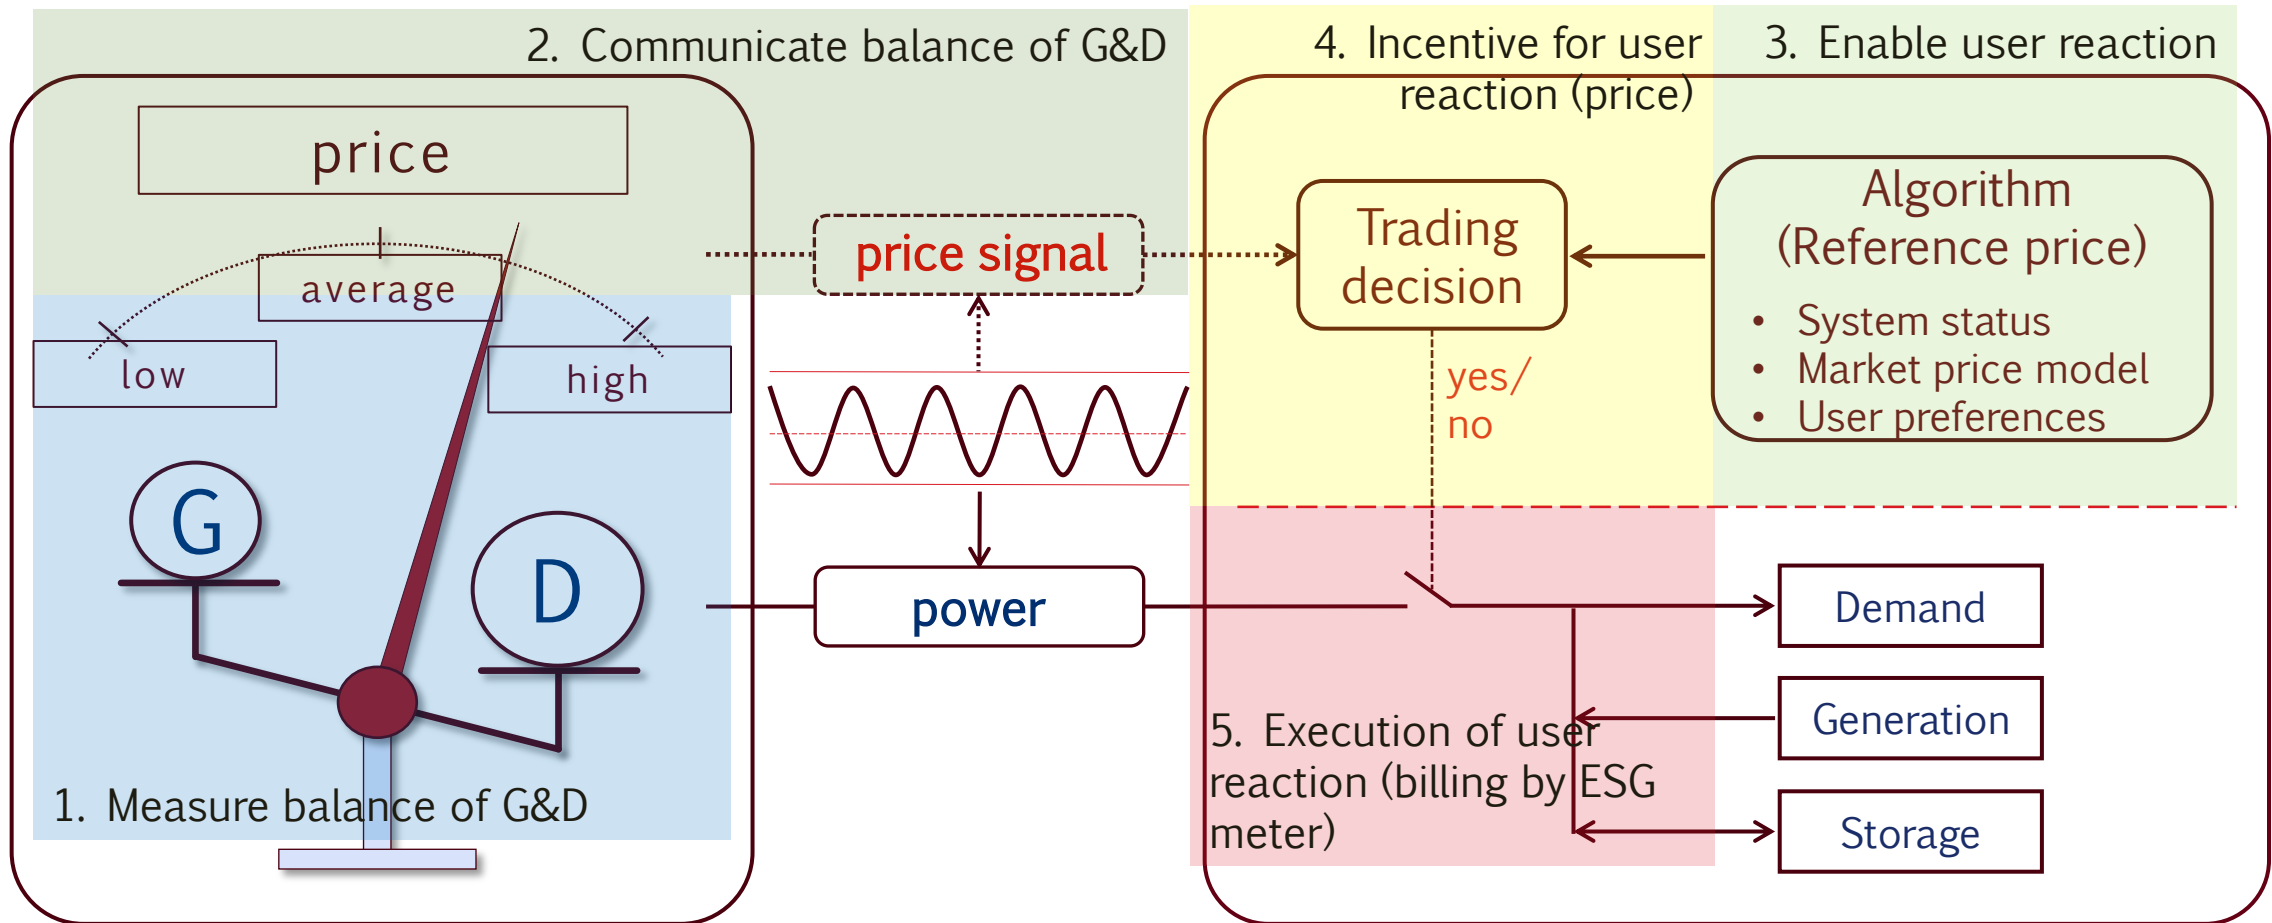 2. Communicate balance of G&D
4. Incentive for user
reaction (price)
3. Enable user reaction
price
average
low
high
G
D
1. Measure balance of G&D
price signal
power
Trading
decision
yes/
no
Algorithm
(Reference price)
• System status
• Market price model
• User preferences
5. Execution of user
reaction (billing by ESG
meter)
Demand
Generation
Storage